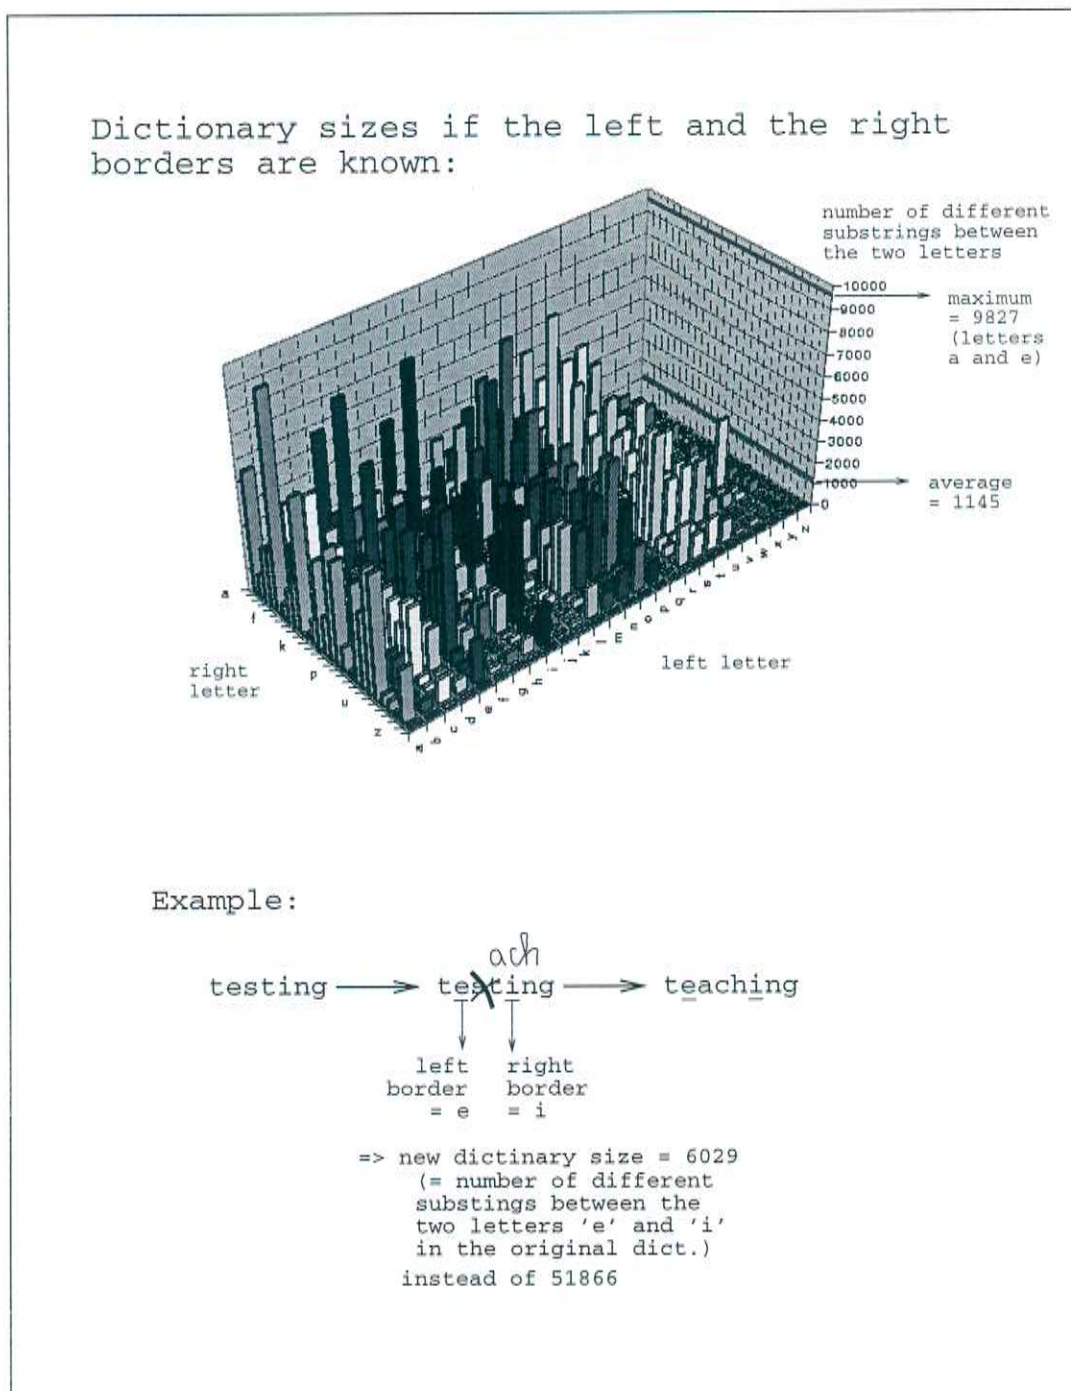 Dictionary sizes if the left and the right
borders are known:
number of different
substrings between
the two letters
10000
9000
8000
7000
6000
5000
4000
3000
2000
1000
0
maximum
= 9827
(letters
a and e)
average
= 1145
a
f
k
p
u
z
right
letter
a
b
c
d
e
f
g
h
i
j
k
l
m
n
o
p
q
r
s
t
u
v
w
x
y
z
left letter
Example:
ach
testing testing teaching
left right
border border
= e = i
=> new dictinary size = 6029
(= number of different
substings between the
two letters 'e' and 'i'
in the original dict.)
instead of 51866